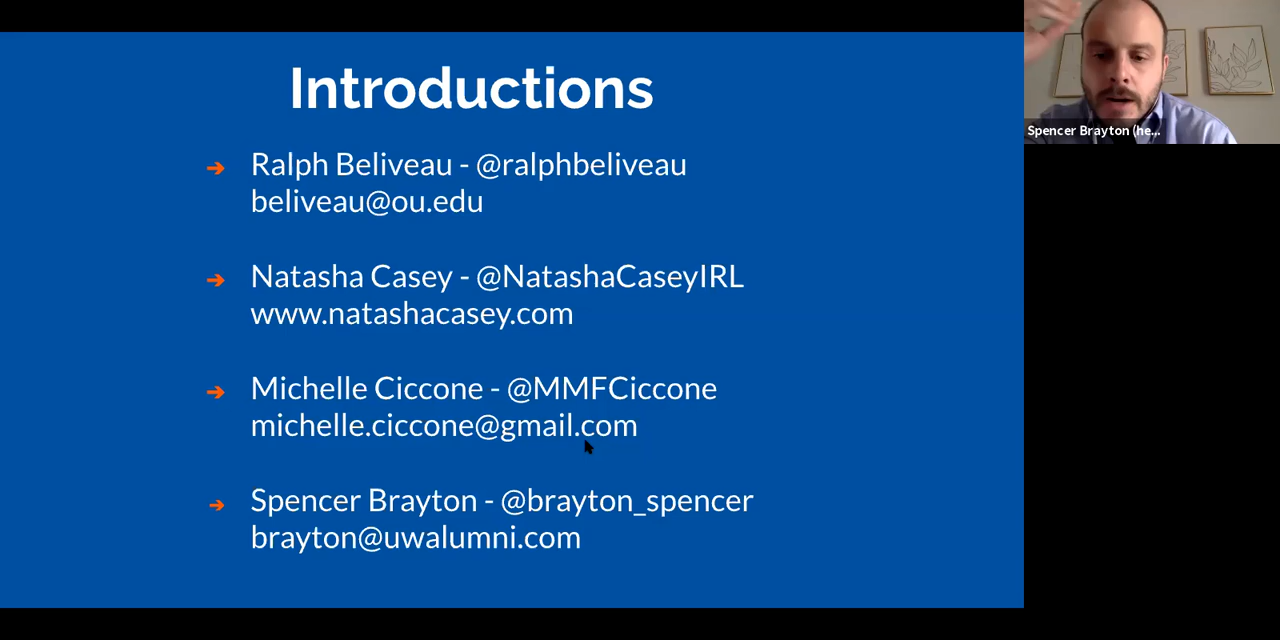 Introductions
➔ Ralph Beliveau - @ralphbeliveau
beliveau@ou.edu
➔ Natasha Casey - @NatashaCaseyIRL
www.natashacasey.com
➔ Michelle Ciccone - @MMFCiccone
michelle.ciccone@gmail.com
➔ Spencer Brayton - @brayton_spencer
brayton@uwalumni.com
Spencer Brayton (he...